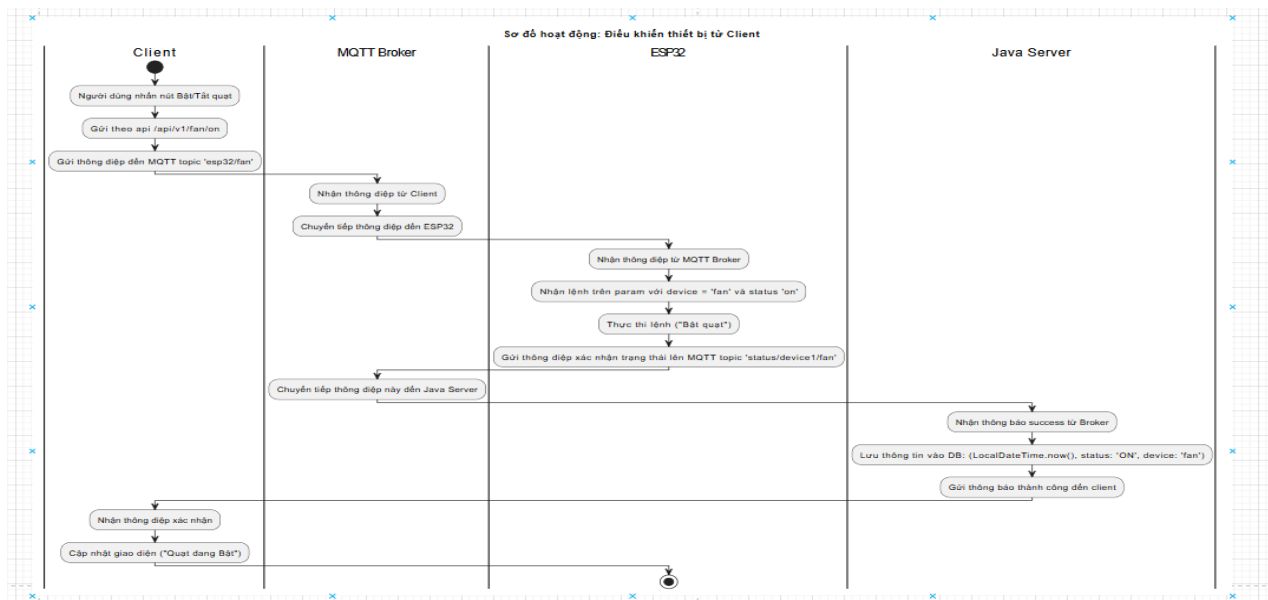 Sơ đồ hoạt động: Điều khiển thiết bị từ Client
Client
MQTT Broker
ESP32
Java Server
Người dùng nhấn nút Bật/Tắt quạt
Gửi theo api /api/v1/fan/on
Gửi thông điệp đến MQTT topic 'esp32/fan'
Nhận thông điệp từ Client
Chuyển tiếp thông điệp đến ESP32
Nhận thông điệp từ MQTT Broker
Nhận lệnh trên param với device = 'fan' và status 'on'
Thực thi lệnh ("Bật quạt")
Gửi thông điệp xác nhận trạng thái lên MQTT topic 'status/device1/fan'
Chuyển tiếp thông điệp này đến Java Server
Nhận thông báo success từ Broker
Lưu thông tin vào DB: (LocalDateTime.now(), status: 'ON', device: 'fan')
Gửi thông báo thành công đến client
Nhận thông điệp xác nhận
Cập nhật giao diện ("Quạt đang Bật")